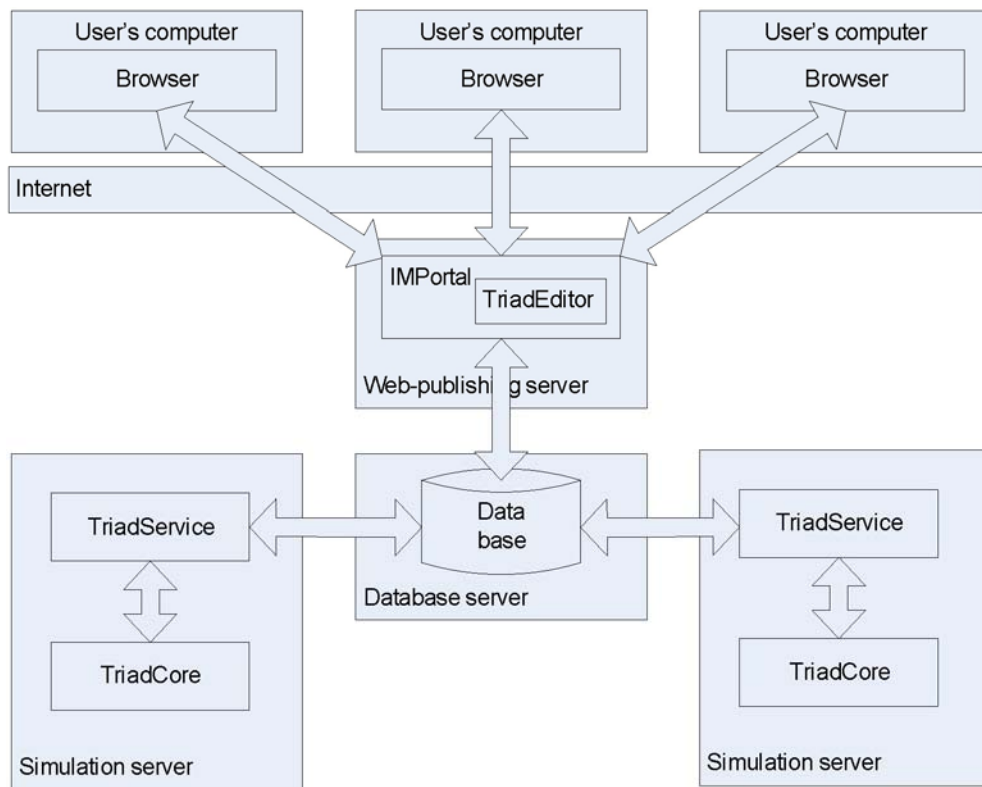 User's computer
Browser
User's computer
Browser
User's computer
Browser
Internet
IMPortal
TriadEditor
Web-publishing server
TriadService
TriadCore
Simulation server
Data
base
Database server
TriadService
TriadCore
Simulation server